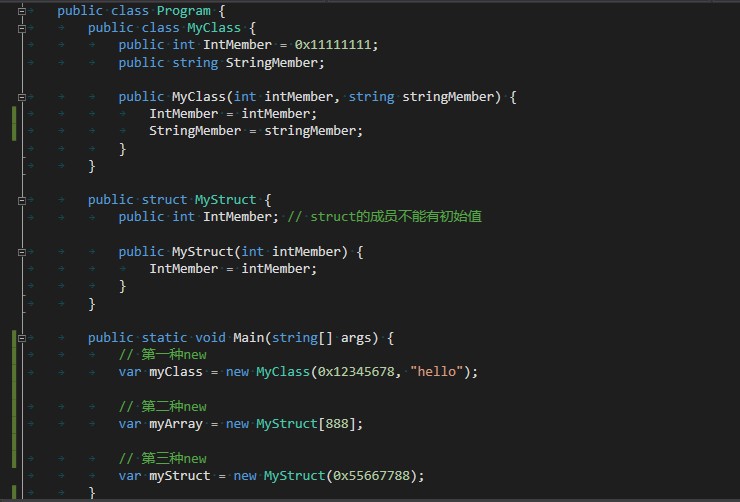 public class Program {
public class MyClass {
public int IntMember = 0x11111111;
public string StringMember;
public MyClass(int intMember, string stringMember) {
IntMember = intMember;
StringMember = stringMember;
}
}
public struct MyStruct {
public int IntMember; // struct的成员不能有初始值
public MyStruct(int intMember) {
IntMember = intMember;
}
}
public static void Main(string[] args) {
// 第一种new
var myClass = new MyClass(0x12345678, "hello");
// 第二种new
var myArray = new MyStruct[888];
// 第三种new
var myStruct = new MyStruct(0x55667788);
}